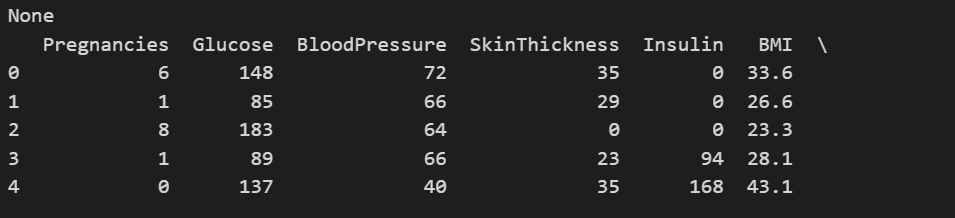 None
   Pregnancies  Glucose  BloodPressure  SkinThickness  Insulin   BMI  \
0            6      148             72             35        0  33.6
1            1       85             66             29        0  26.6
2            8      183             64              0        0  23.3
3            1       89             66             23       94  28.1
4            0      137             40             35      168  43.1